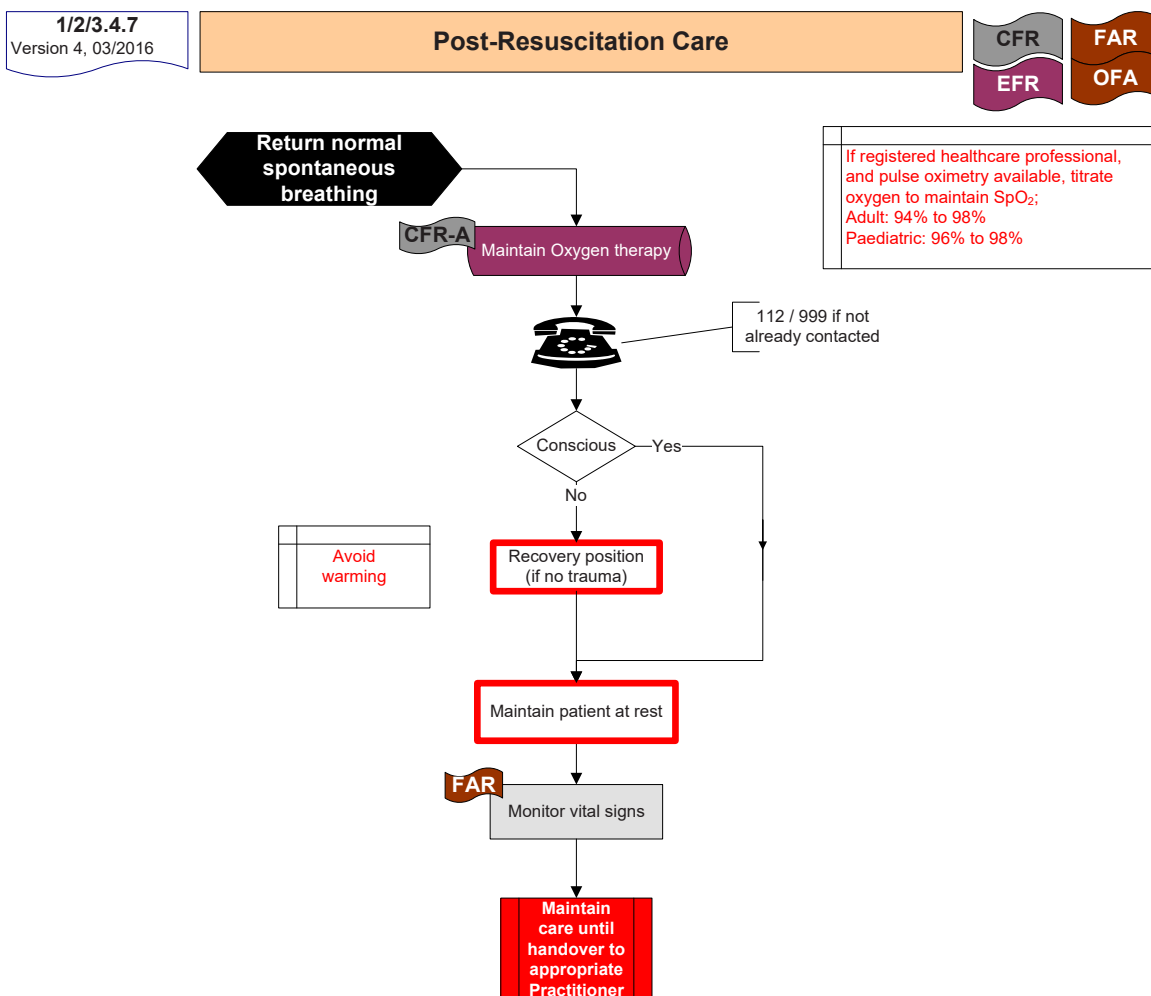 1/2/3.4.7
Version 4, 03/2016
Post-Resuscitation Care
CFR
FAR
EFR
OFA
Return normal
spontaneous
breathing
If registered healthcare professional,
and pulse oximetry available, titrate
oxygen to maintain SpO₂;
Adult: 94% to 98%
Paediatric: 96% to 98%
CFR-A
Maintain Oxygen therapy
112 / 999 if not
already contacted
Conscious
Yes
No
Avoid
warming
Recovery position
(if no trauma)
Maintain patient at rest
FAR
Monitor vital signs
Maintain
care until
handover to
appropriate
Practitioner